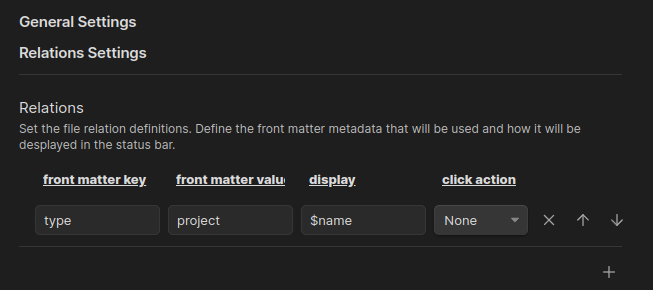 General Settings
Relations Settings
Relations
Set the file relation definitions. Define the front matter metadata that will be used and how it will be
desplayed in the status bar.
front matter key front matter valu display click action
type project $name None